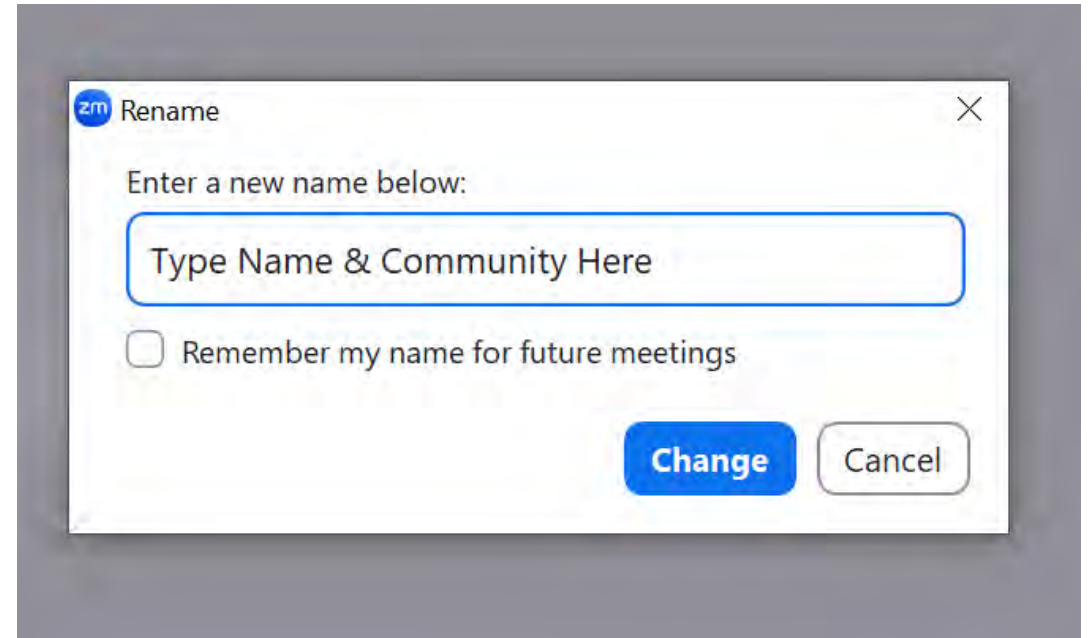 zm Rename
Enter a new name below:
Type Name & Community Here
Remember my name for future meetings
Change Cancel